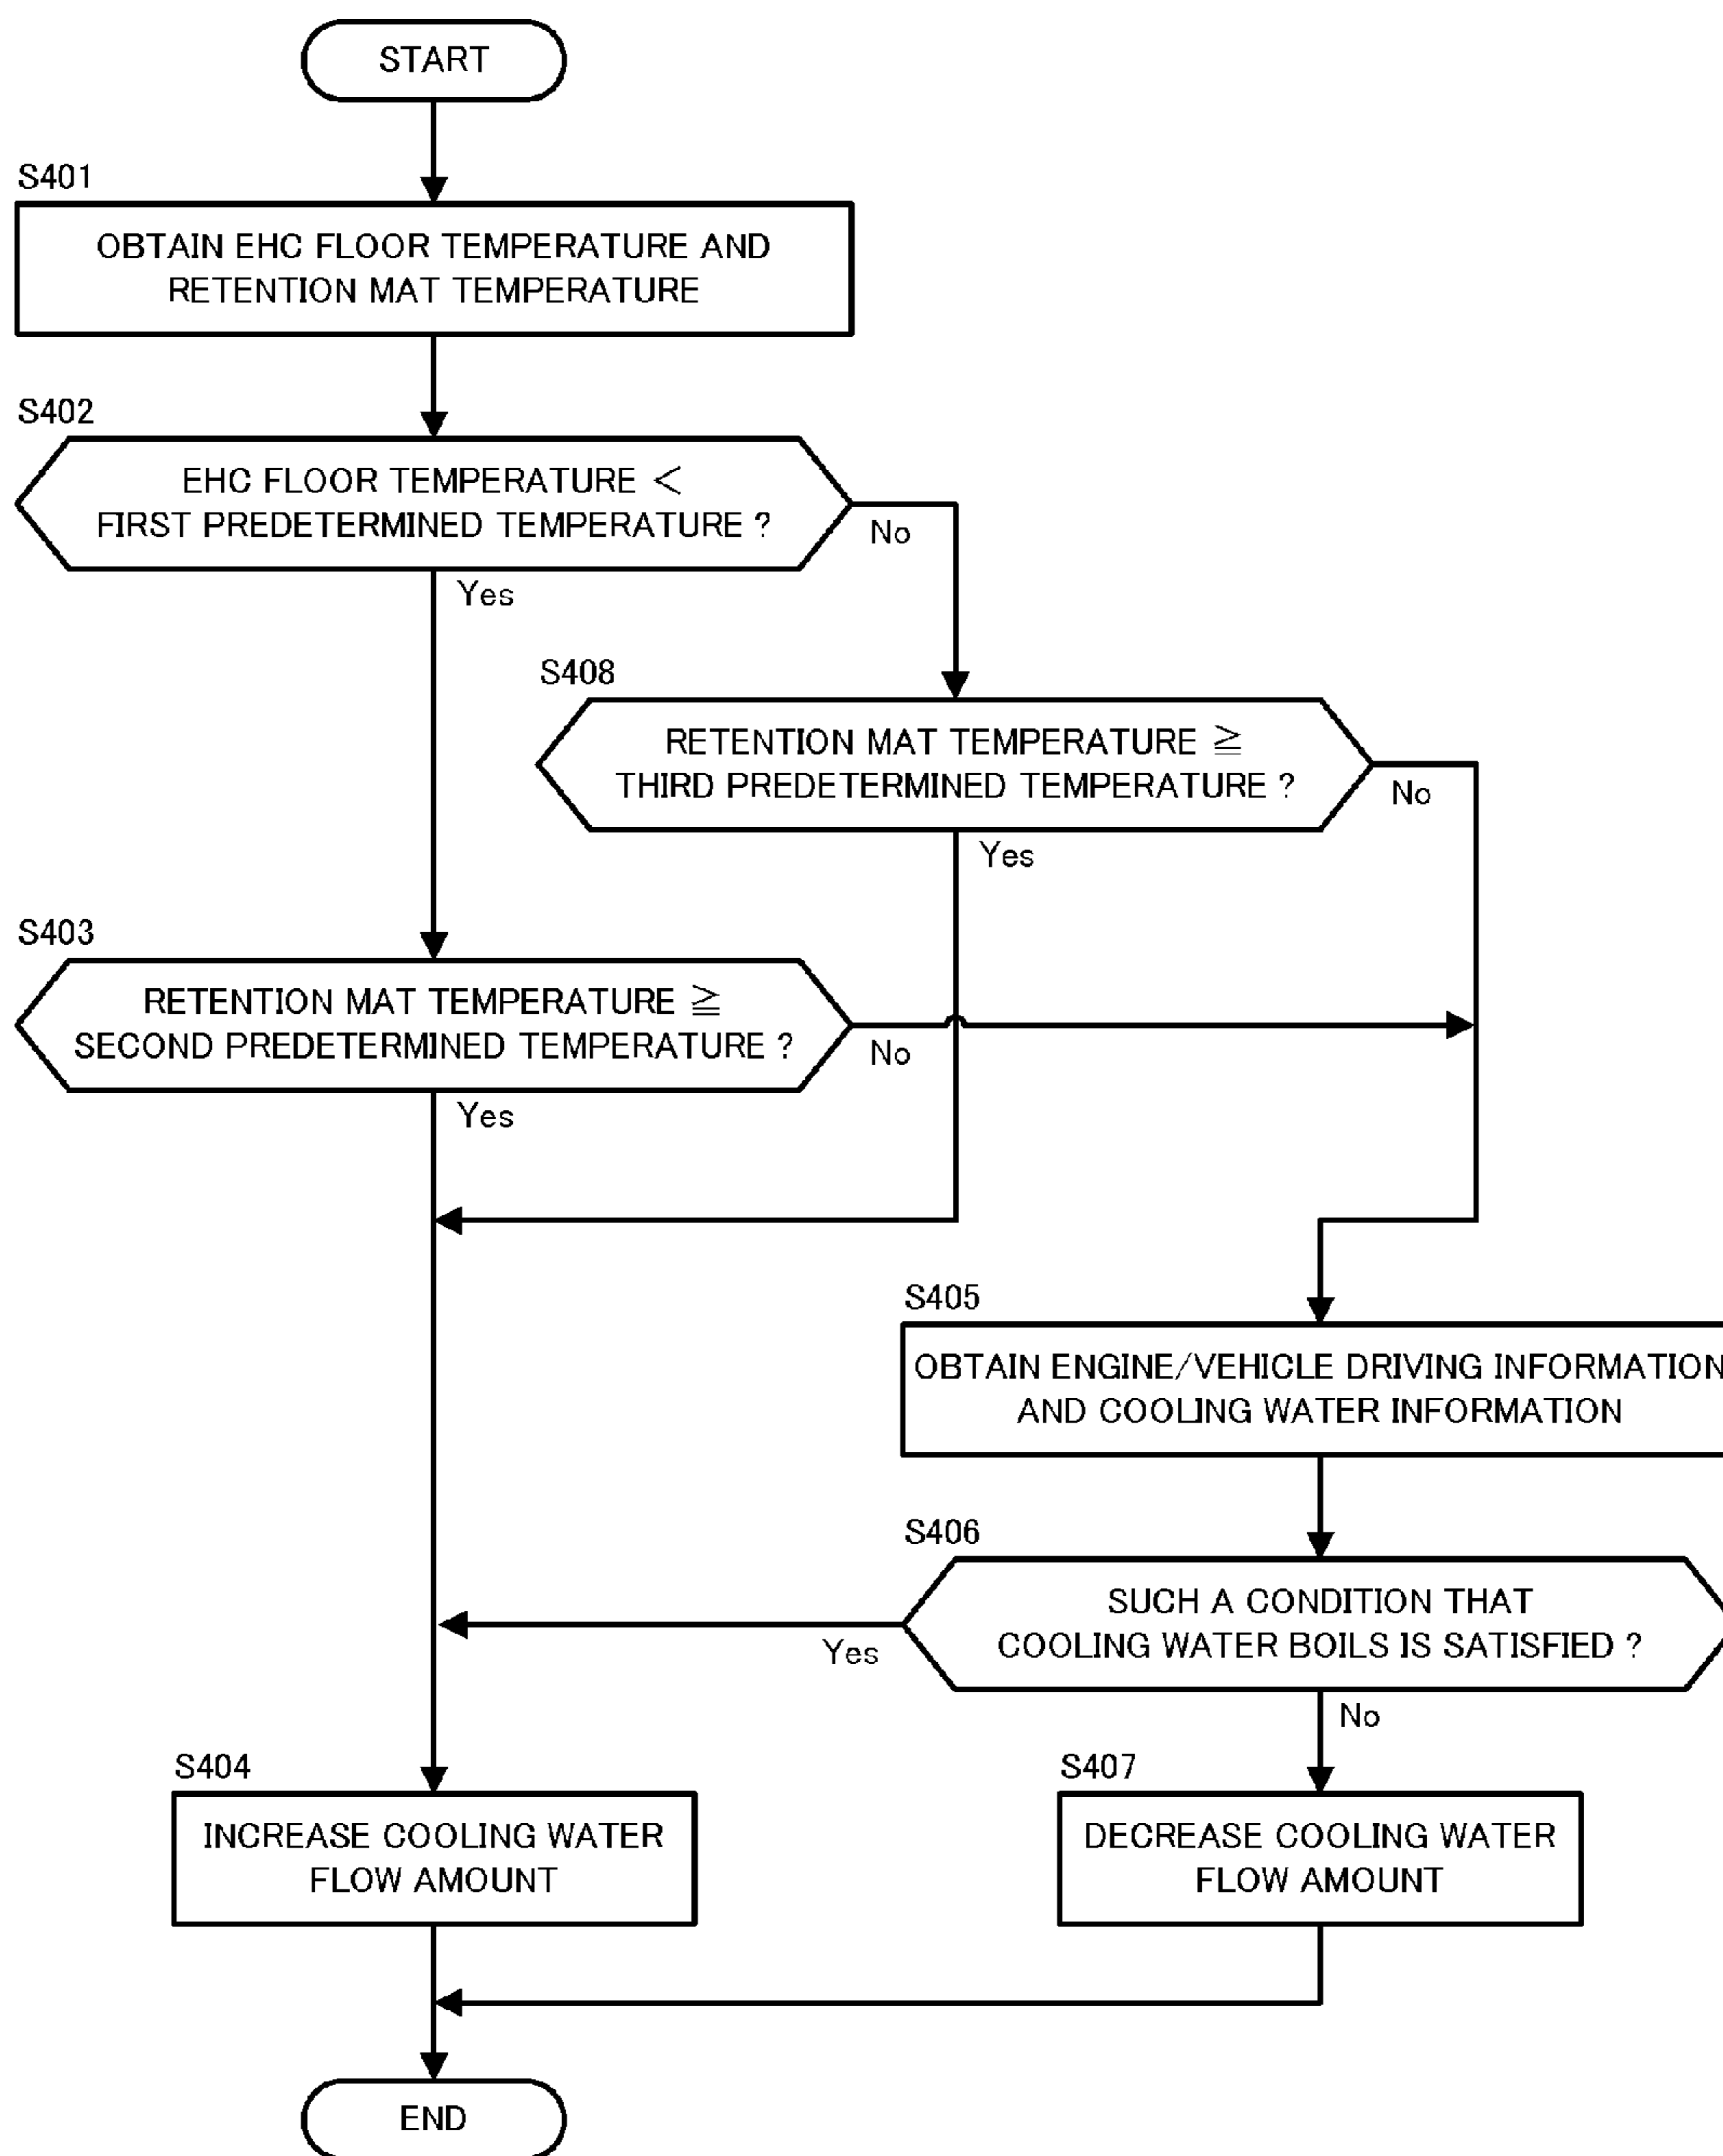 START
S401
OBTAIN EHC FLOOR TEMPERATURE AND
RETENTION MAT TEMPERATURE
S402
EHC FLOOR TEMPERATURE <
FIRST PREDETERMINED TEMPERATURE ?
No
Yes
S408
RETENTION MAT TEMPERATURE ≧
THIRD PREDETERMINED TEMPERATURE ?
No
Yes
S403
RETENTION MAT TEMPERATURE ≧
SECOND PREDETERMINED TEMPERATURE ?
No
Yes
S405
OBTAIN ENGINE/VEHICLE DRIVING INFORMATION
AND COOLING WATER INFORMATION
S406
SUCH A CONDITION THAT
COOLING WATER BOILS IS SATISFIED ?
Yes
No
S404
INCREASE COOLING WATER
FLOW AMOUNT
S407
DECREASE COOLING WATER
FLOW AMOUNT
END